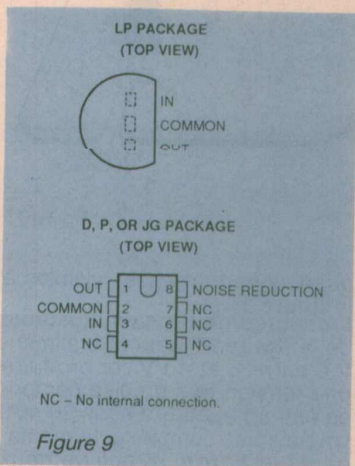 LP PACKAGE
(TOP VIEW)
IN
COMMON
OUT
D, P, OR JG PACKAGE
(TOP VIEW)
OUT 1 8 NOISE REDUCTION
COMMON 2 7 NC
IN 3 6 NC
NC 4 5 NC
NC – No internal connection.
Figure 9